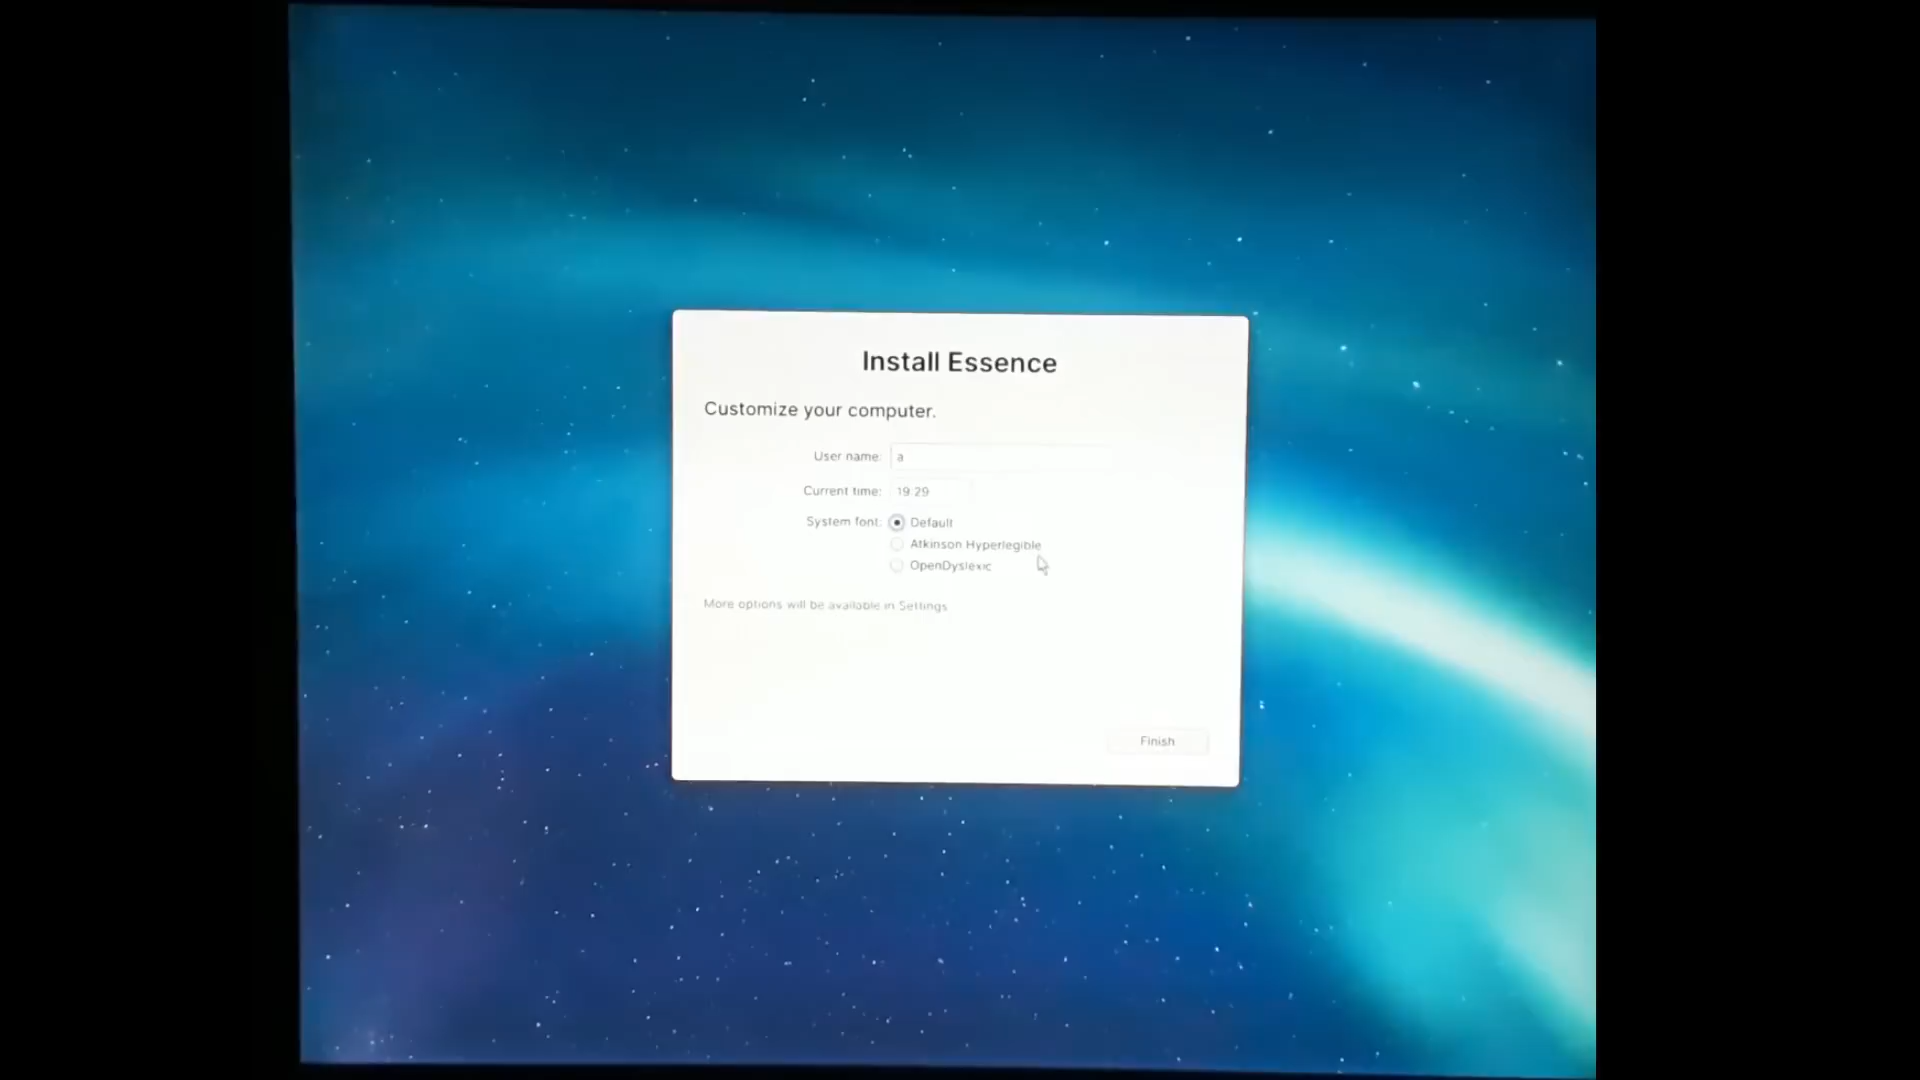 Install Essence
Customize your computer.
User name: a
Current time: 19 29
System font: Default
Atkinson Hyperlegible
OpenDyslexic
More options will be available in Settings
Finish